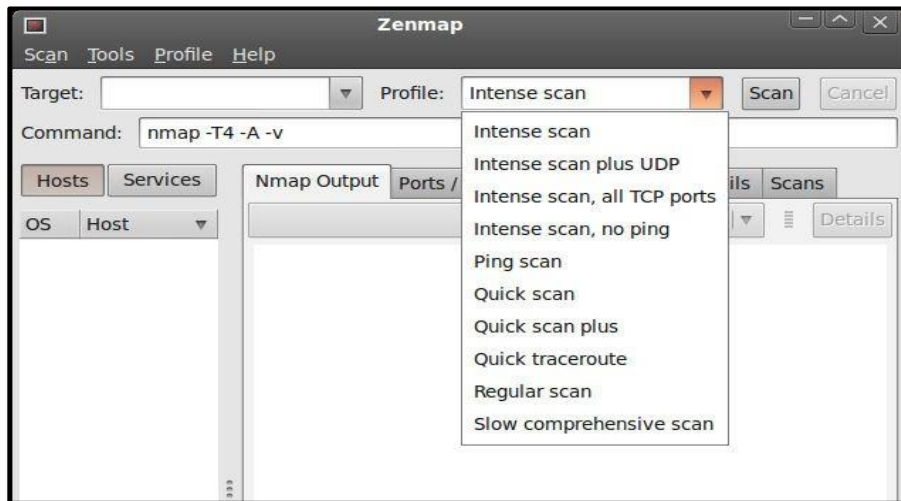 Zenmap
Scan Tools Profile Help
Target: Profile: Intense scan Scan Cancel
Command: nmap -T4 -A -v
Intense scan
Intense scan plus UDP
Intense scan, all TCP ports
Intense scan, no ping
Ping scan
Quick scan
Quick scan plus
Quick traceroute
Regular scan
Slow comprehensive scan
Hosts Services Nmap Output Ports / ils Scans
OS Host Details